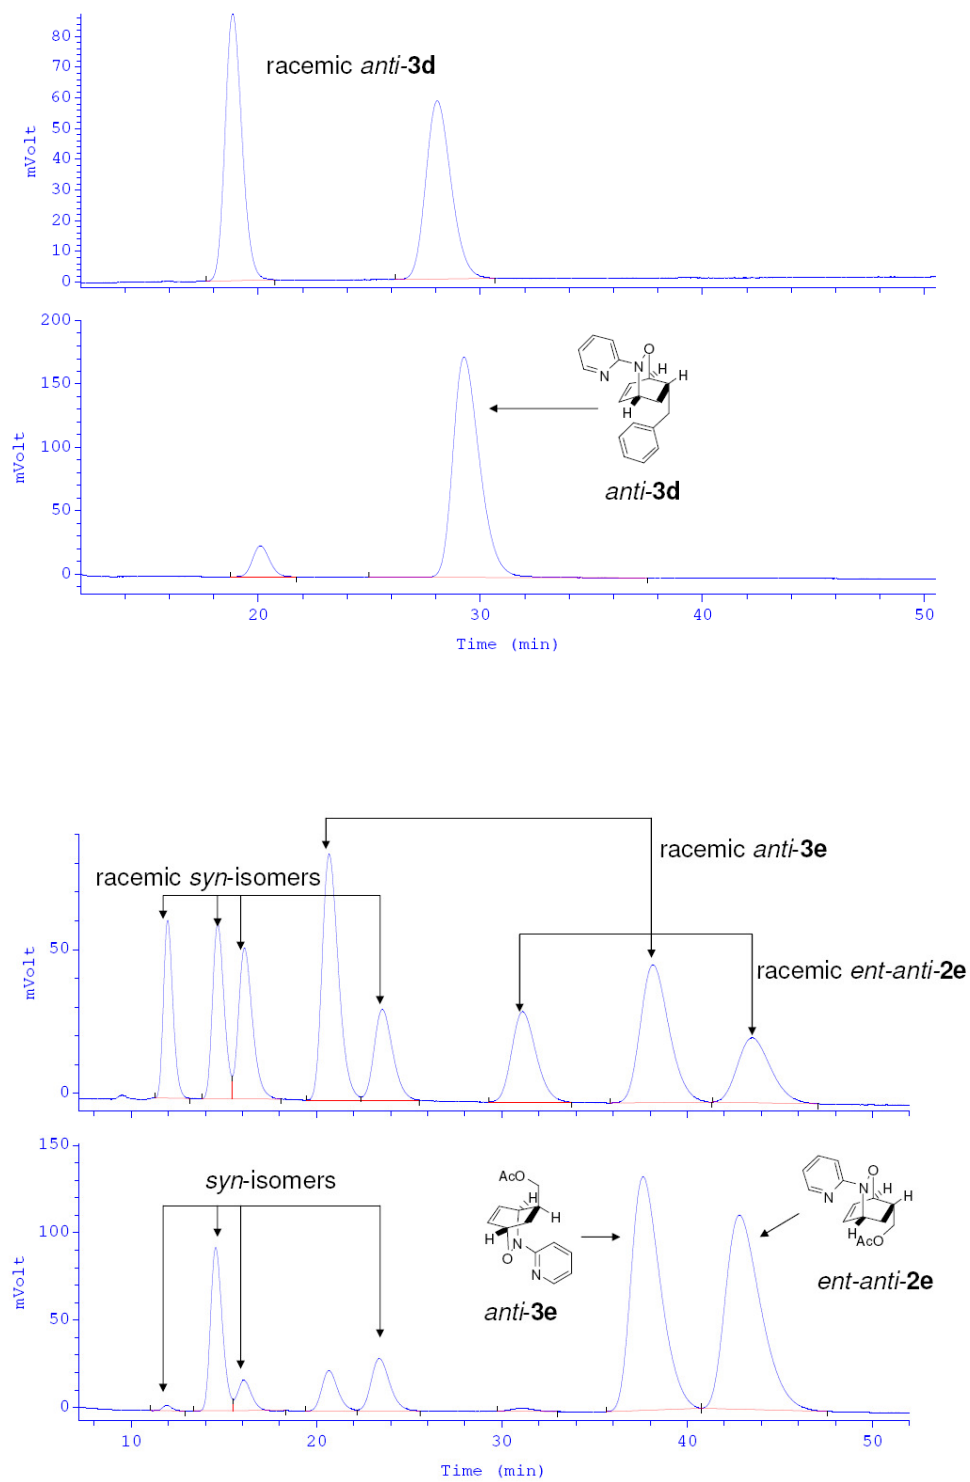 80
70
60
50
40
30
20
10
0
mVolt
racemic anti-3d
200
150
100
50
0
mVolt
N
N
O
H
H
H
anti-3d
20
30
40
50
Time (min)
50
0
mVolt
racemic syn-isomers
racemic anti-3e
racemic ent-anti-2e
150
100
50
0
mVolt
syn-isomers
AcO
H
H
H
N
O
N
anti-3e
N
N
O
H
H
H
AcO
ent-anti-2e
10
20
30
40
50
Time (min)